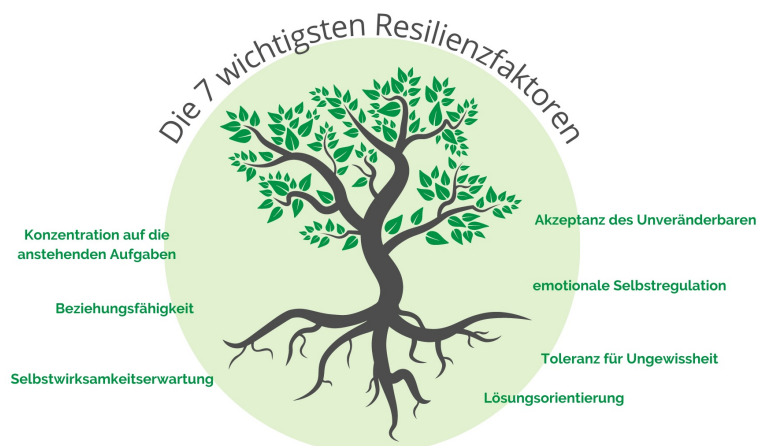 Die 7 wichtigsten Resilienzfaktoren
Konzentration auf die
anstehenden Aufgaben
Beziehungsfähigkeit
Selbstwirksamkeitserwartung
Akzeptanz des Unveränderbaren
emotionale Selbstregulation
Toleranz für Ungewissheit
Lösungsorientierung